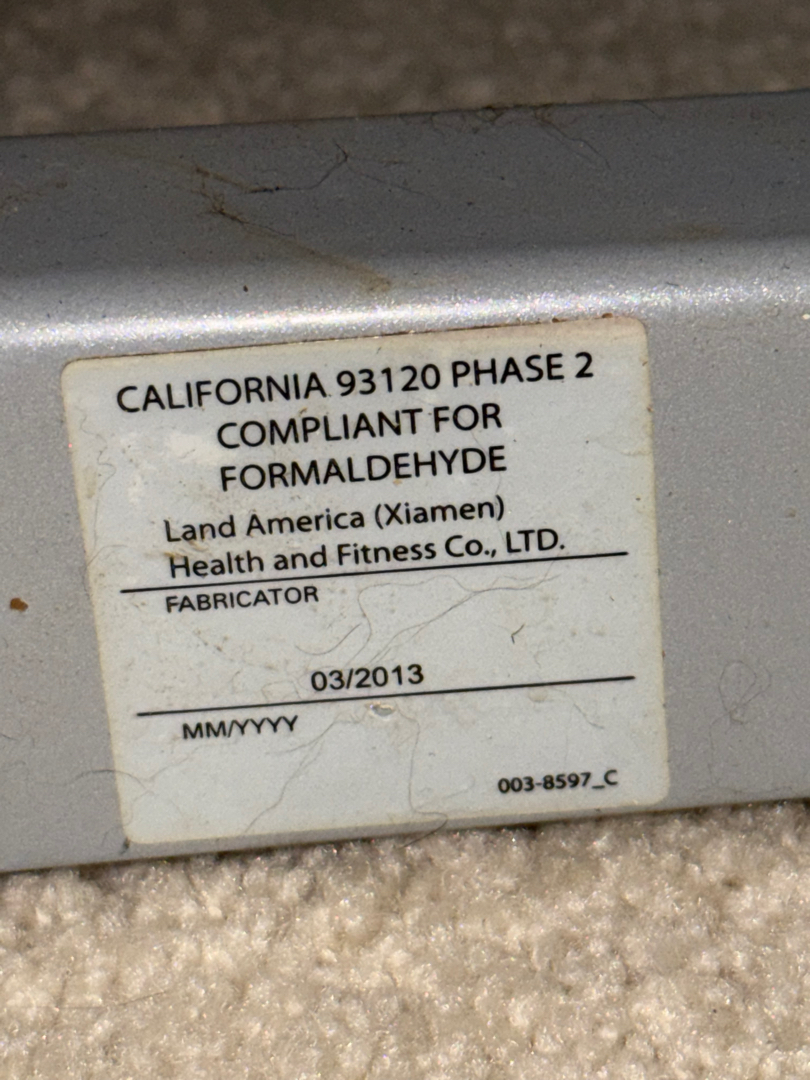 CALIFORNIA 93120 PHASE 2
COMPLIANT FOR
FORMALDEHYDE
Land America (Xiamen)
Health and Fitness Co., LTD.
FABRICATOR
03/2013
MM/YYYY
003-8597_C